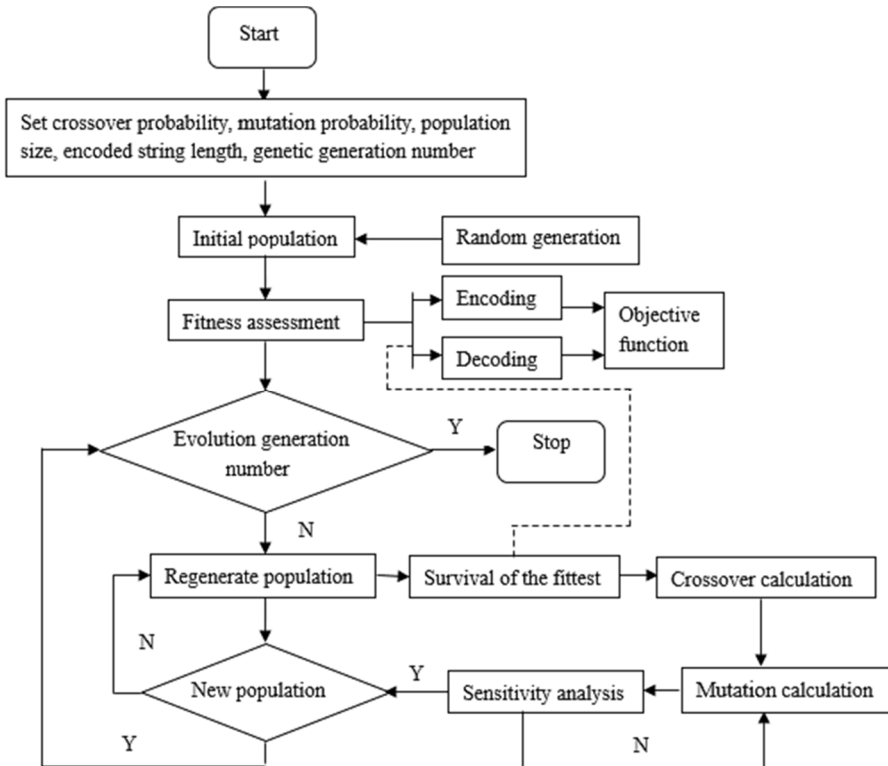 Start
Set crossover probability, mutation probability, population
size, encoded string length, genetic generation number
Initial population
Random generation
Fitness assessment
Encoding
Decoding
Objective
function
Evolution generation
number
Y
Stop
N
Regenerate population
Survival of the fittest
Crossover calculation
N
New population
Y
Sensitivity analysis
Mutation calculation
Y
N